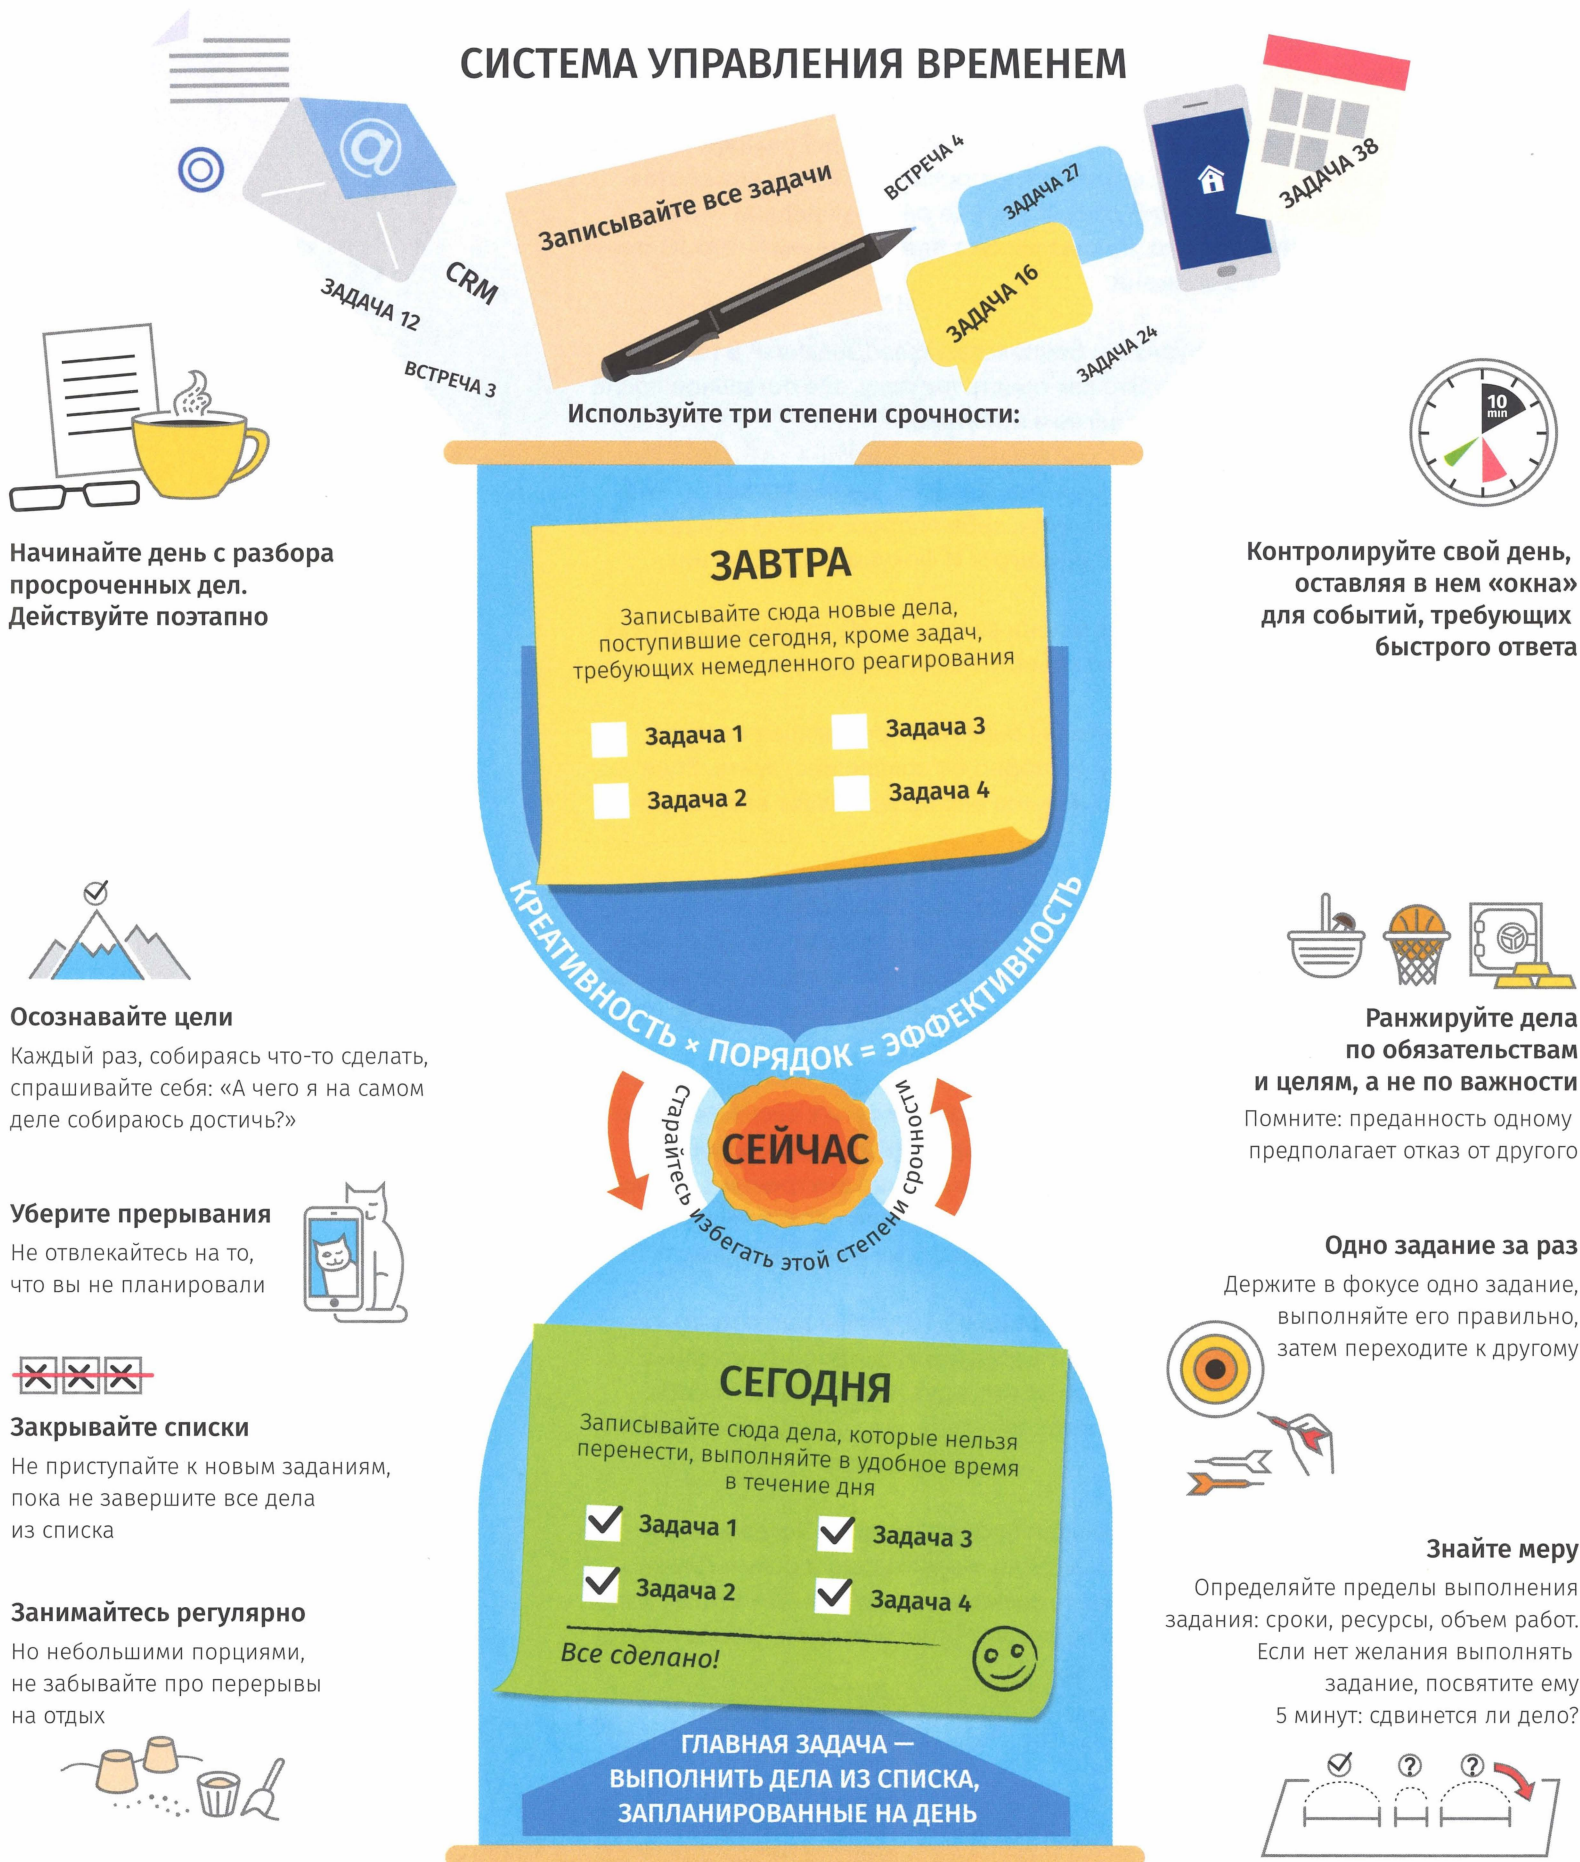 СИСТЕМА УПРАВЛЕНИЯ ВРЕМЕНЕМ
@
Записывайте все задачи
ВСТРЕЧА 4
ЗАДАЧА 27
ЗАДАЧА 38
ЗАДАЧА 16
ЗАДАЧА 24
ЗАДАЧА 12
CRM
ВСТРЕЧА 3
Используйте три степени срочности:
10
min
Начинайте день с разбора
просроченных дел.
Действуйте поэтапно
Контролируйте свой день,
оставляя в нем «окна»
для событий, требующих
быстрого ответа
ЗАВТРА
Записывайте сюда новые дела,
поступившие сегодня, кроме задач,
требующих немедленного реагирования
Задача 1
Задача 3
Задача 2
Задача 4
КРЕАТИВНОСТЬ × ПОРЯДОК = ЭФФЕКТИВНОСТЬ
СЕЙЧАС
старайтесь избегать этой степени срочности
Осознавайте цели
Каждый раз, собираясь что-то сделать,
спрашивайте себя: «А чего я на самом
деле собираюсь достичь?»
Уберите прерывания
Не отвлекайтесь на то,
что вы не планировали
Закрывайте списки
Не приступайте к новым заданиям,
пока не завершите все дела
из списка
Занимайтесь регулярно
Но небольшими порциями,
не забывайте про перерывы
на отдых
Ранжируйте дела
по обязательствам
и целям, а не по важности
Помните: преданность одному
предполагает отказ от другого
Одно задание за раз
Держите в фокусе одно задание,
выполняйте его правильно,
затем переходите к другому
Знайте меру
Определяйте пределы выполнения
задания: сроки, ресурсы, объем работ.
Если нет желания выполнять
задание, посвятите ему
5 минут: сдвинется ли дело?
? ?
СЕГОДНЯ
Записывайте сюда дела, которые нельзя
перенести, выполняйте в удобное время
в течение дня
Задача 1
Задача 3
Задача 2
Задача 4
Все сделано!
ГЛАВНАЯ ЗАДАЧА —
ВЫПОЛНИТЬ ДЕЛА ИЗ СПИСКА,
ЗАПЛАНИРОВАННЫЕ НА ДЕНЬ